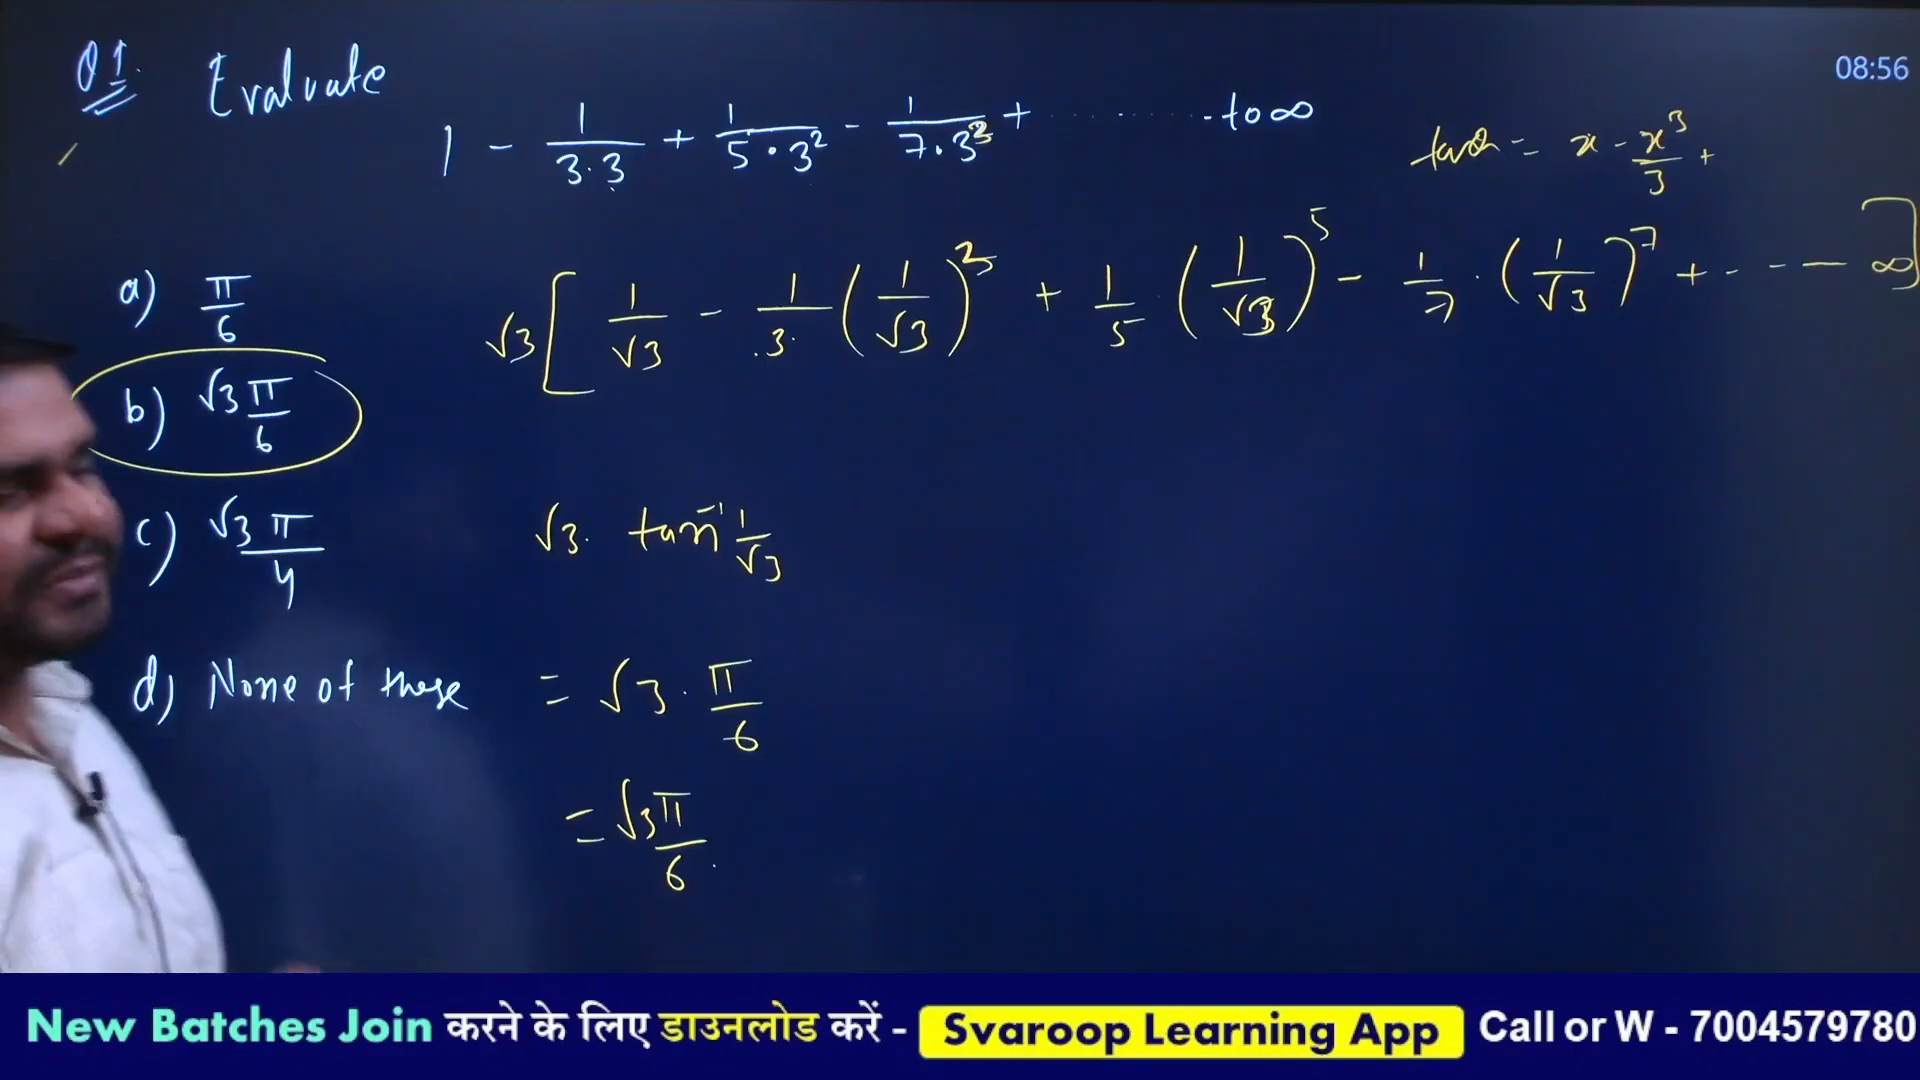 Q1. Evaluate
08:56
1 - 1/3·3 + 1/5·3² - 1/7·3³ + ........ to ∞
tanθ = x - x³/3 +
a) π/6
√3 [ 1/√3 - 1/3 (1/√3)³ + 1/5 · (1/√3)⁵ - 1/7 · (1/√3)⁷ + ---- ∞ ]
b) √3 π/6
c) √3 π/4
√3 · tan⁻¹ 1/√3
d) None of these
= √3 · π/6
= √3π/6
New Batches Join करने के लिए डाउनलोड करें - Svaroop Learning App Call or W - 7004579780